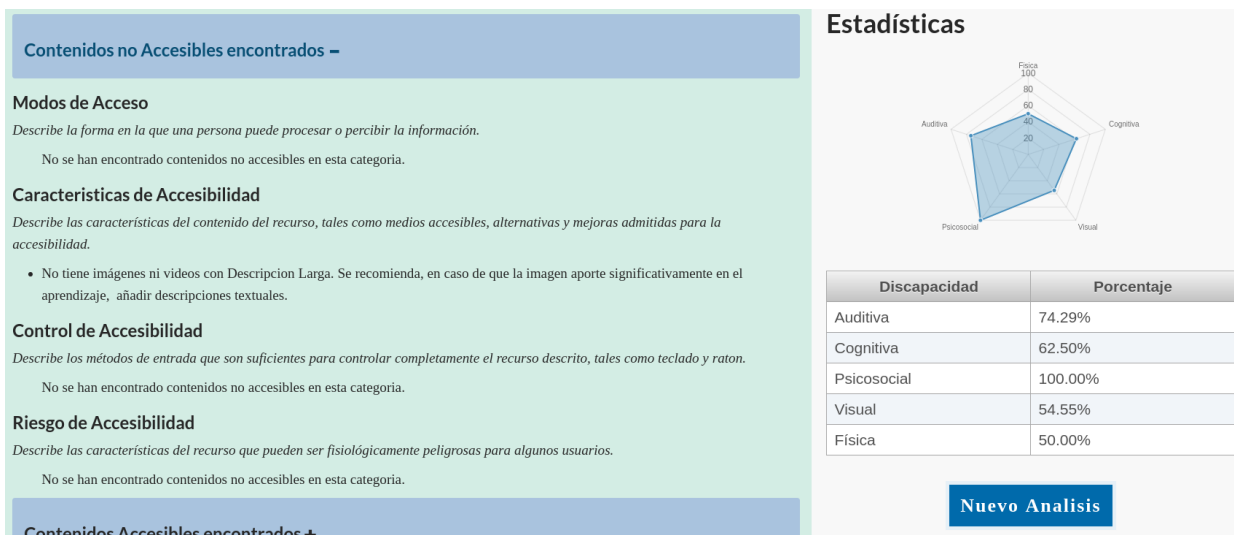 Contenidos no Accesibles encontrados −
Modos de Acceso
Describe la forma en la que una persona puede procesar o percibir la información.
No se han encontrado contenidos no accesibles en esta categoria.
Caracteristicas de Accesibilidad
Describe las características del contenido del recurso, tales como medios accesibles, alternativas y mejoras admitidas para la
accesibilidad.
• No tiene imágenes ni videos con Descripcion Larga. Se recomienda, en caso de que la imagen aporte significativamente en el
aprendizaje, añadir descripciones textuales.
Control de Accesibilidad
Describe los métodos de entrada que son suficientes para controlar completamente el recurso descrito, tales como teclado y raton.
No se han encontrado contenidos no accesibles en esta categoria.
Riesgo de Accesibilidad
Describe las características del recurso que pueden ser fisiológicamente peligrosas para algunos usuarios.
No se han encontrado contenidos no accesibles en esta categoria.
Contenidos Accesibles encontrados +
Estadísticas
Fisica
100
80
60
40
20
Auditiva
Cognitiva
Psicosocial
Visual
Discapacidad Porcentaje
Auditiva 74.29%
Cognitiva 62.50%
Psicosocial 100.00%
Visual 54.55%
Física 50.00%
Nuevo Analisis